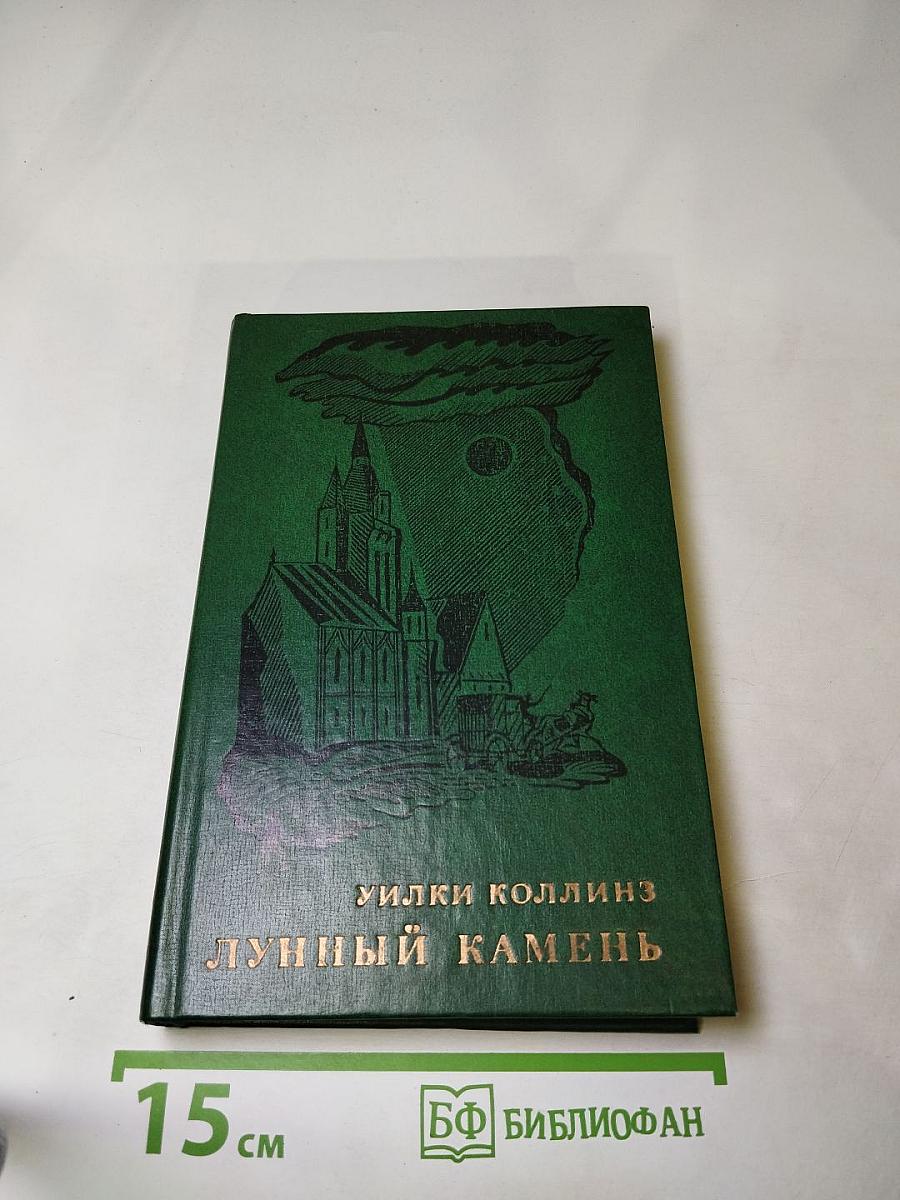 УИЛКИ КОЛЛИНЗ
ЛУННЫЙ КАМЕНЬ
15 см
БФ БИБЛИОФАН